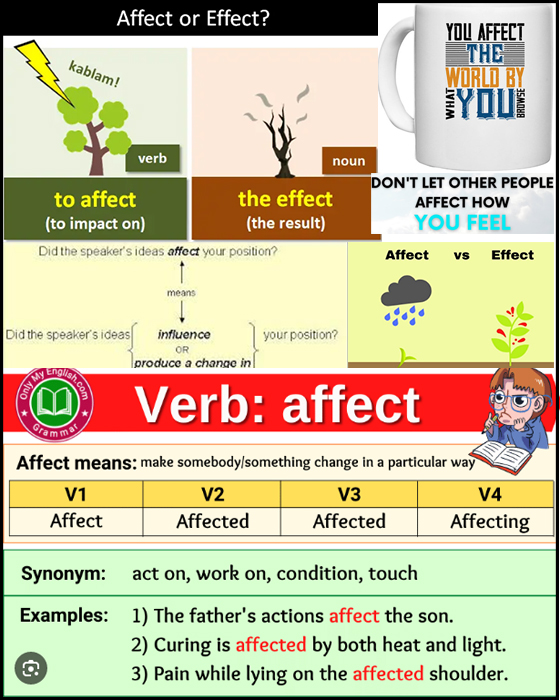 Affect or Effect?
kablam!
verb
to affect
(to impact on)
noun
the effect
(the result)
YOU AFFECT
THE
WORLD BY
WHAT
YOU
BROWSE
DON'T LET OTHER PEOPLE
AFFECT HOW
YOU FEEL
Did the speaker's ideas affect your position?
means
Did the speaker's ideas influence your position?
OR
produce a change in
Affect vs Effect
Only My English.com
Grammar
Verb: affect
Affect means: make somebody/something change in a particular way
V1 V2 V3 V4
Affect Affected Affected Affecting
Synonym: act on, work on, condition, touch
Examples: 1) The father's actions affect the son.
2) Curing is affected by both heat and light.
3) Pain while lying on the affected shoulder.